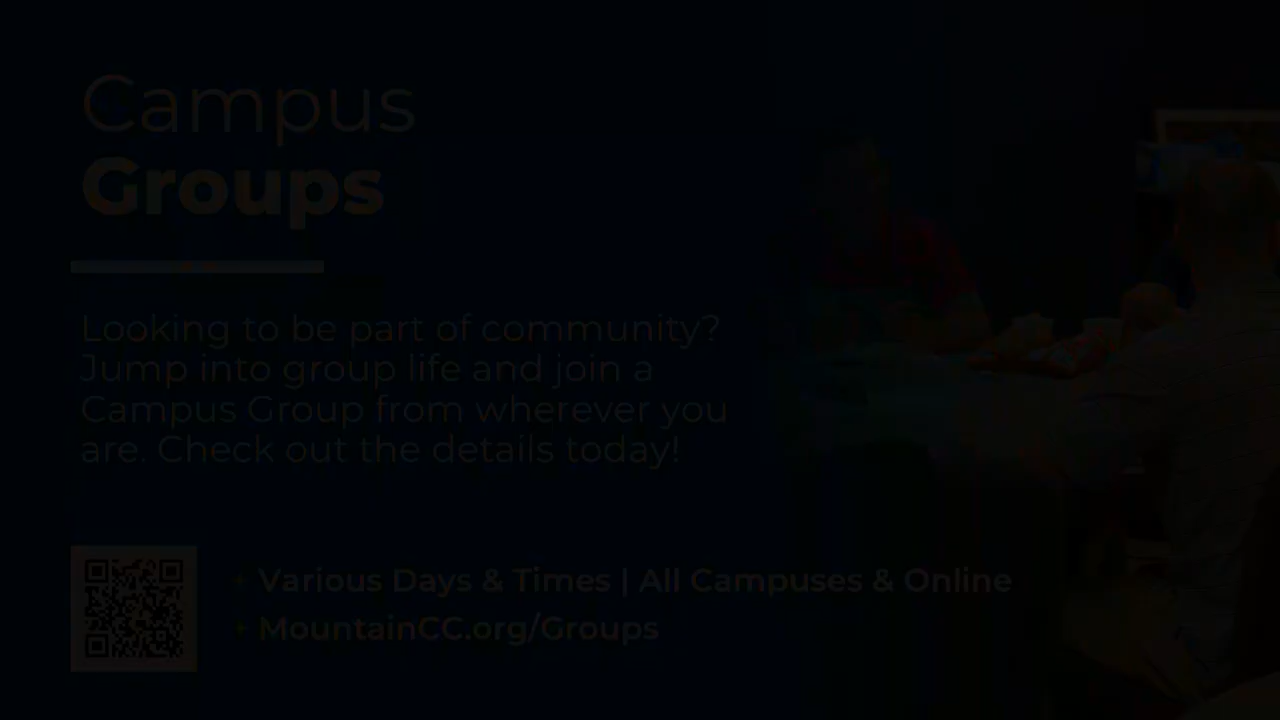 Campus
Groups
Looking to be part of community?
Jump into group life and join a
Campus Group from wherever you
are. Check out the details today!
Various Days & Times | All Campuses & Online
MountainCC.org/Groups